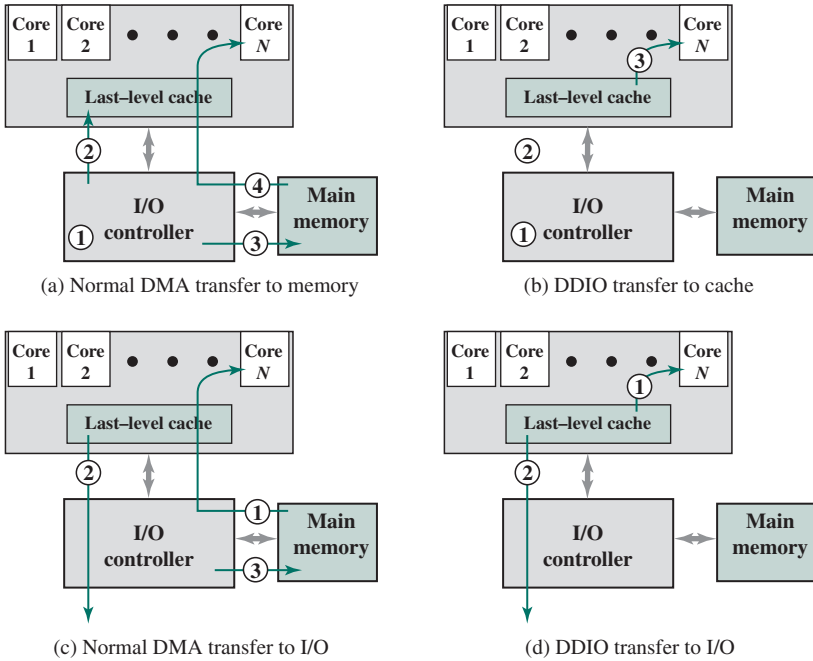 Core 1
Core 2
Core N
Last–level cache
2
4
I/O controller
1
3
Main memory
(a) Normal DMA transfer to memory
Core 1
Core 2
Core N
3
Last–level cache
2
I/O controller
1
Main memory
(b) DDIO transfer to cache
Core 1
Core 2
Core N
Last–level cache
2
1
I/O controller
3
Main memory
(c) Normal DMA transfer to I/O
Core 1
Core 2
Core N
1
Last–level cache
2
I/O controller
Main memory
(d) DDIO transfer to I/O